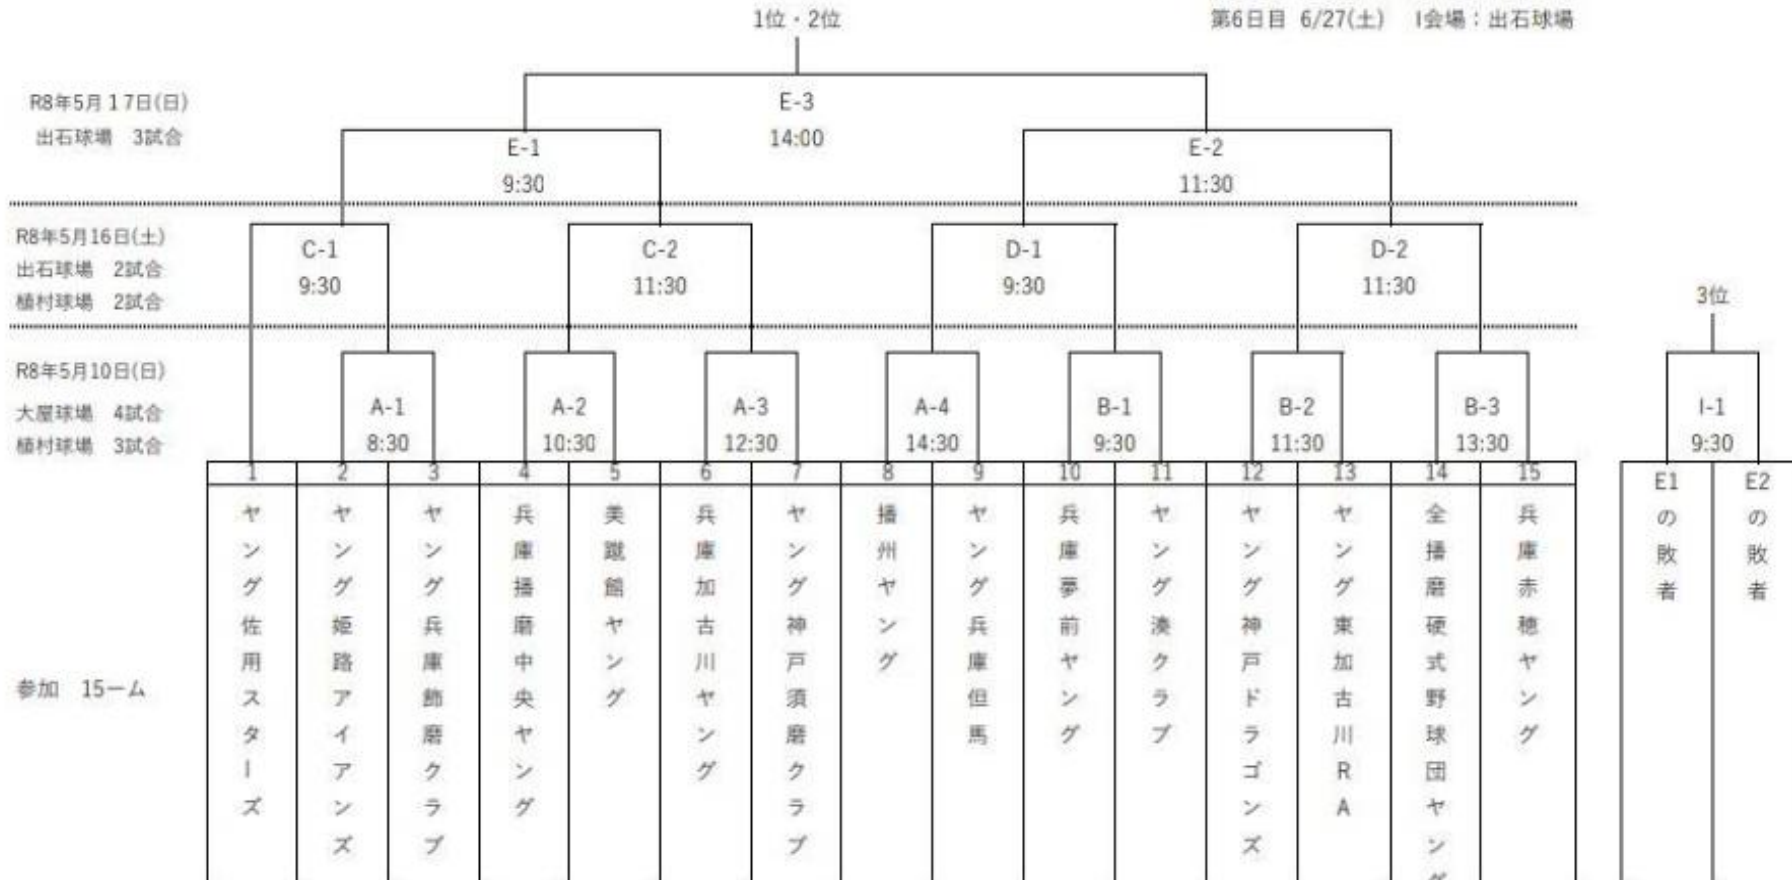 1位・2位
第6日目 6/27(土) I会場：出石球場
R8年5月17日(日)
出石球場 3試合
E-3
14:00
E-1
9:30
E-2
11:30
R8年5月16日(土)
出石球場 2試合
植村球場 2試合
C-1
9:30
C-2
11:30
D-1
9:30
D-2
11:30
3位
R8年5月10日(日)
大屋球場 4試合
植村球場 3試合
A-1
8:30
A-2
10:30
A-3
12:30
A-4
14:30
B-1
9:30
B-2
11:30
B-3
13:30
I-1
9:30
参加 15ーム
1
ヤング佐用スターズ
2
ヤング姫路アイアンズ
3
ヤング兵庫飾磨クラブ
4
兵庫播磨中央ヤング
5
美蹴館ヤング
6
兵庫加古川ヤング
7
ヤング神戸須磨クラブ
8
播州ヤング
9
ヤング兵庫但馬
10
兵庫夢前ヤング
11
ヤング湊クラブ
12
ヤング神戸ドラゴンズ
13
ヤング東加古川RA
14
全播磨硬式野球団ヤング
15
兵庫赤穂ヤング
E1の敗者
E2の敗者